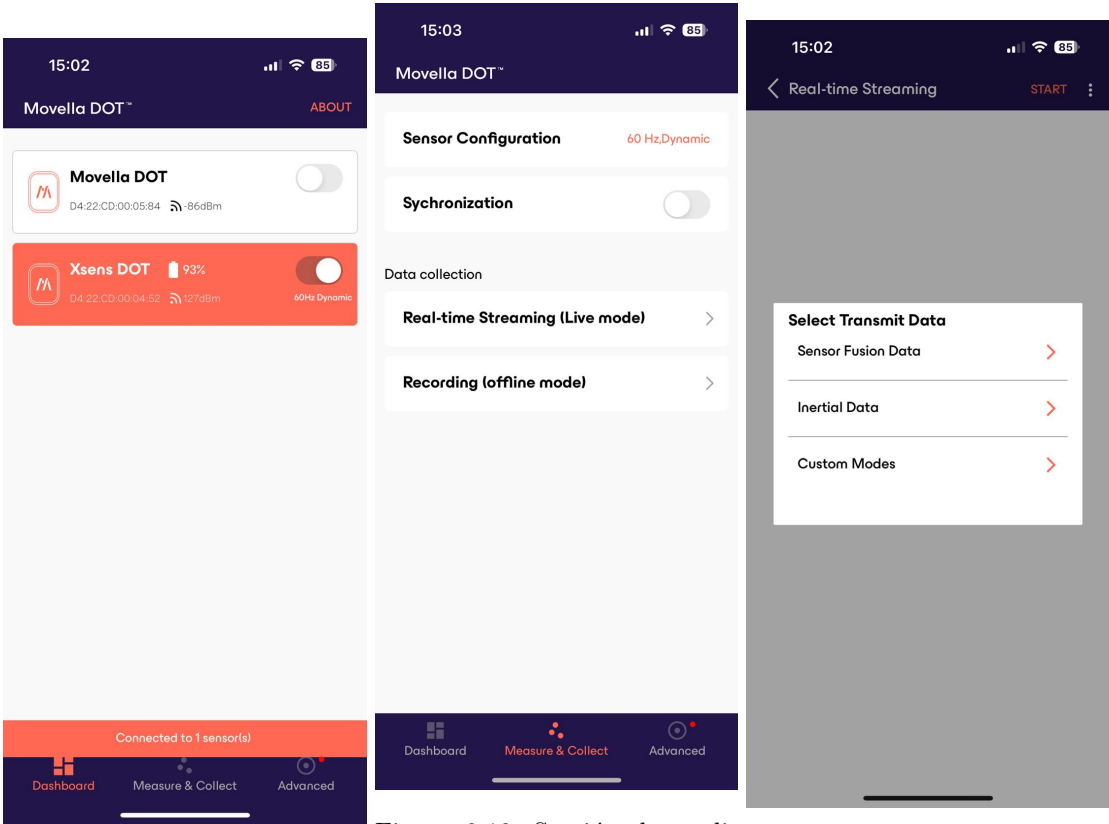 15:02
85
Movella DOT™
ABOUT
Movella DOT
D4:22:CD:00:05:84 -86dBm
Xsens DOT 93%
D4:22:CD:00:04:52 127dBm
60Hz Dynamic
Connected to 1 sensor(s)
Dashboard
Measure & Collect
Advanced
15:03
85
Movella DOT™
Sensor Configuration
60 Hz,Dynamic
Sychronization
Data collection
Real-time Streaming (Live mode)
Recording (offline mode)
Dashboard
Measure & Collect
Advanced
15:02
85
Real-time Streaming
START
Select Transmit Data
Sensor Fusion Data
Inertial Data
Custom Modes